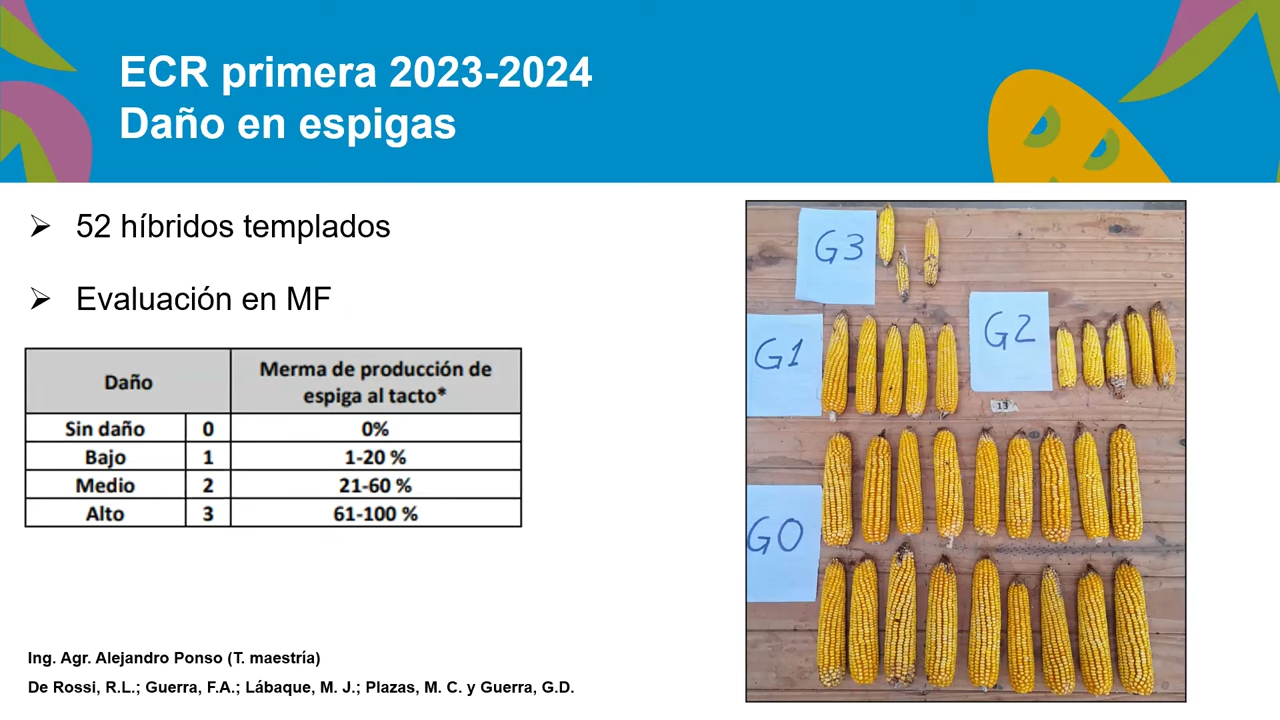 ECR primera 2023-2024
Daño en espigas
➢ 52 híbridos templados
➢ Evaluación en MF
Daño
Merma de producción de
espiga al tacto*
Sin daño 0 0%
Bajo 1 1-20 %
Medio 2 21-60 %
Alto 3 61-100 %
Ing. Agr. Alejandro Ponso (T. maestría)
De Rossi, R.L.; Guerra, F.A.; Lábaque, M. J.; Plazas, M. C. y Guerra, G.D.
G3
G2
G1
13
G0